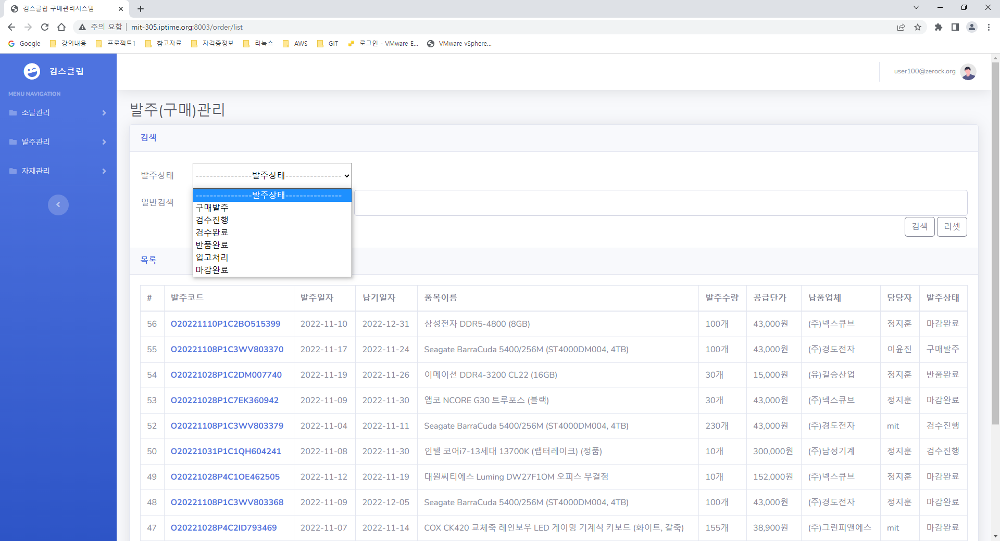 컴스클럽 구매관리시스템
주의 요함 mit-305.iptime.org:8003/order/list
Google 강의내용 프로젝트1 참고자료 자격증정보 리눅스 AWS GIT 로그인 - VMware E... VMware vSphere...
컴스클럽
MENU NAVIGATION
조달관리
발주관리
자재관리
user100@zerock.org
발주(구매)관리
검색
발주상태 ----------------발주상태----------------
----------------발주상태----------------
구매발주
검수진행
검수완료
반품완료
입고처리
마감완료
일반검색
검색 리셋
목록
# 발주코드 발주일자 납기일자 품목이름 발주수량 공급단가 납품업체 담당자 발주상태
56 O20221110P1C2BO515399 2022-11-10 2022-12-31 삼성전자 DDR5-4800 (8GB) 100개 43,000원 (주)넥스큐브 정지훈 마감완료
55 O20221108P1C3WV803370 2022-11-17 2022-11-24 Seagate BarraCuda 5400/256M (ST4000DM004, 4TB) 100개 43,000원 (주)경도전자 이윤진 구매발주
54 O20221028P1C2DM007740 2022-11-19 2022-11-26 이메이션 DDR4-3200 CL22 (16GB) 30개 15,000원 (유)길승산업 정지훈 반품완료
53 O20221028P1C7EK360942 2022-11-09 2022-11-30 앱코 NCORE G30 트루포스 (블랙) 30개 43,000원 (주)넥스큐브 정지훈 마감완료
52 O20221108P1C3WV803379 2022-11-04 2022-11-11 Seagate BarraCuda 5400/256M (ST4000DM004, 4TB) 230개 43,000원 (주)경도전자 mit 검수진행
50 O20221031P1C1QH604241 2022-11-08 2022-11-30 인텔 코어i7-13세대 13700K (랩터레이크) (정품) 10개 300,000원 (주)남성기계 정지훈 검수진행
49 O20221028P4C1OE462505 2022-11-12 2022-11-19 대원씨티에스 Luming DW27F1OM 오피스 무결점 10개 152,000원 (주)넥스큐브 정지훈 마감완료
48 O20221108P1C3WV803368 2022-11-09 2022-12-05 Seagate BarraCuda 5400/256M (ST4000DM004, 4TB) 100개 43,000원 (주)경도전자 정지훈 마감완료
47 O20221028P4C2ID793469 2022-11-07 2022-11-14 COX CK420 교체축 레인보우 LED 게이밍 기계식 키보드 (화이트, 갈축) 155개 38,900원 (주)그린피앤에스 mit 마감완료